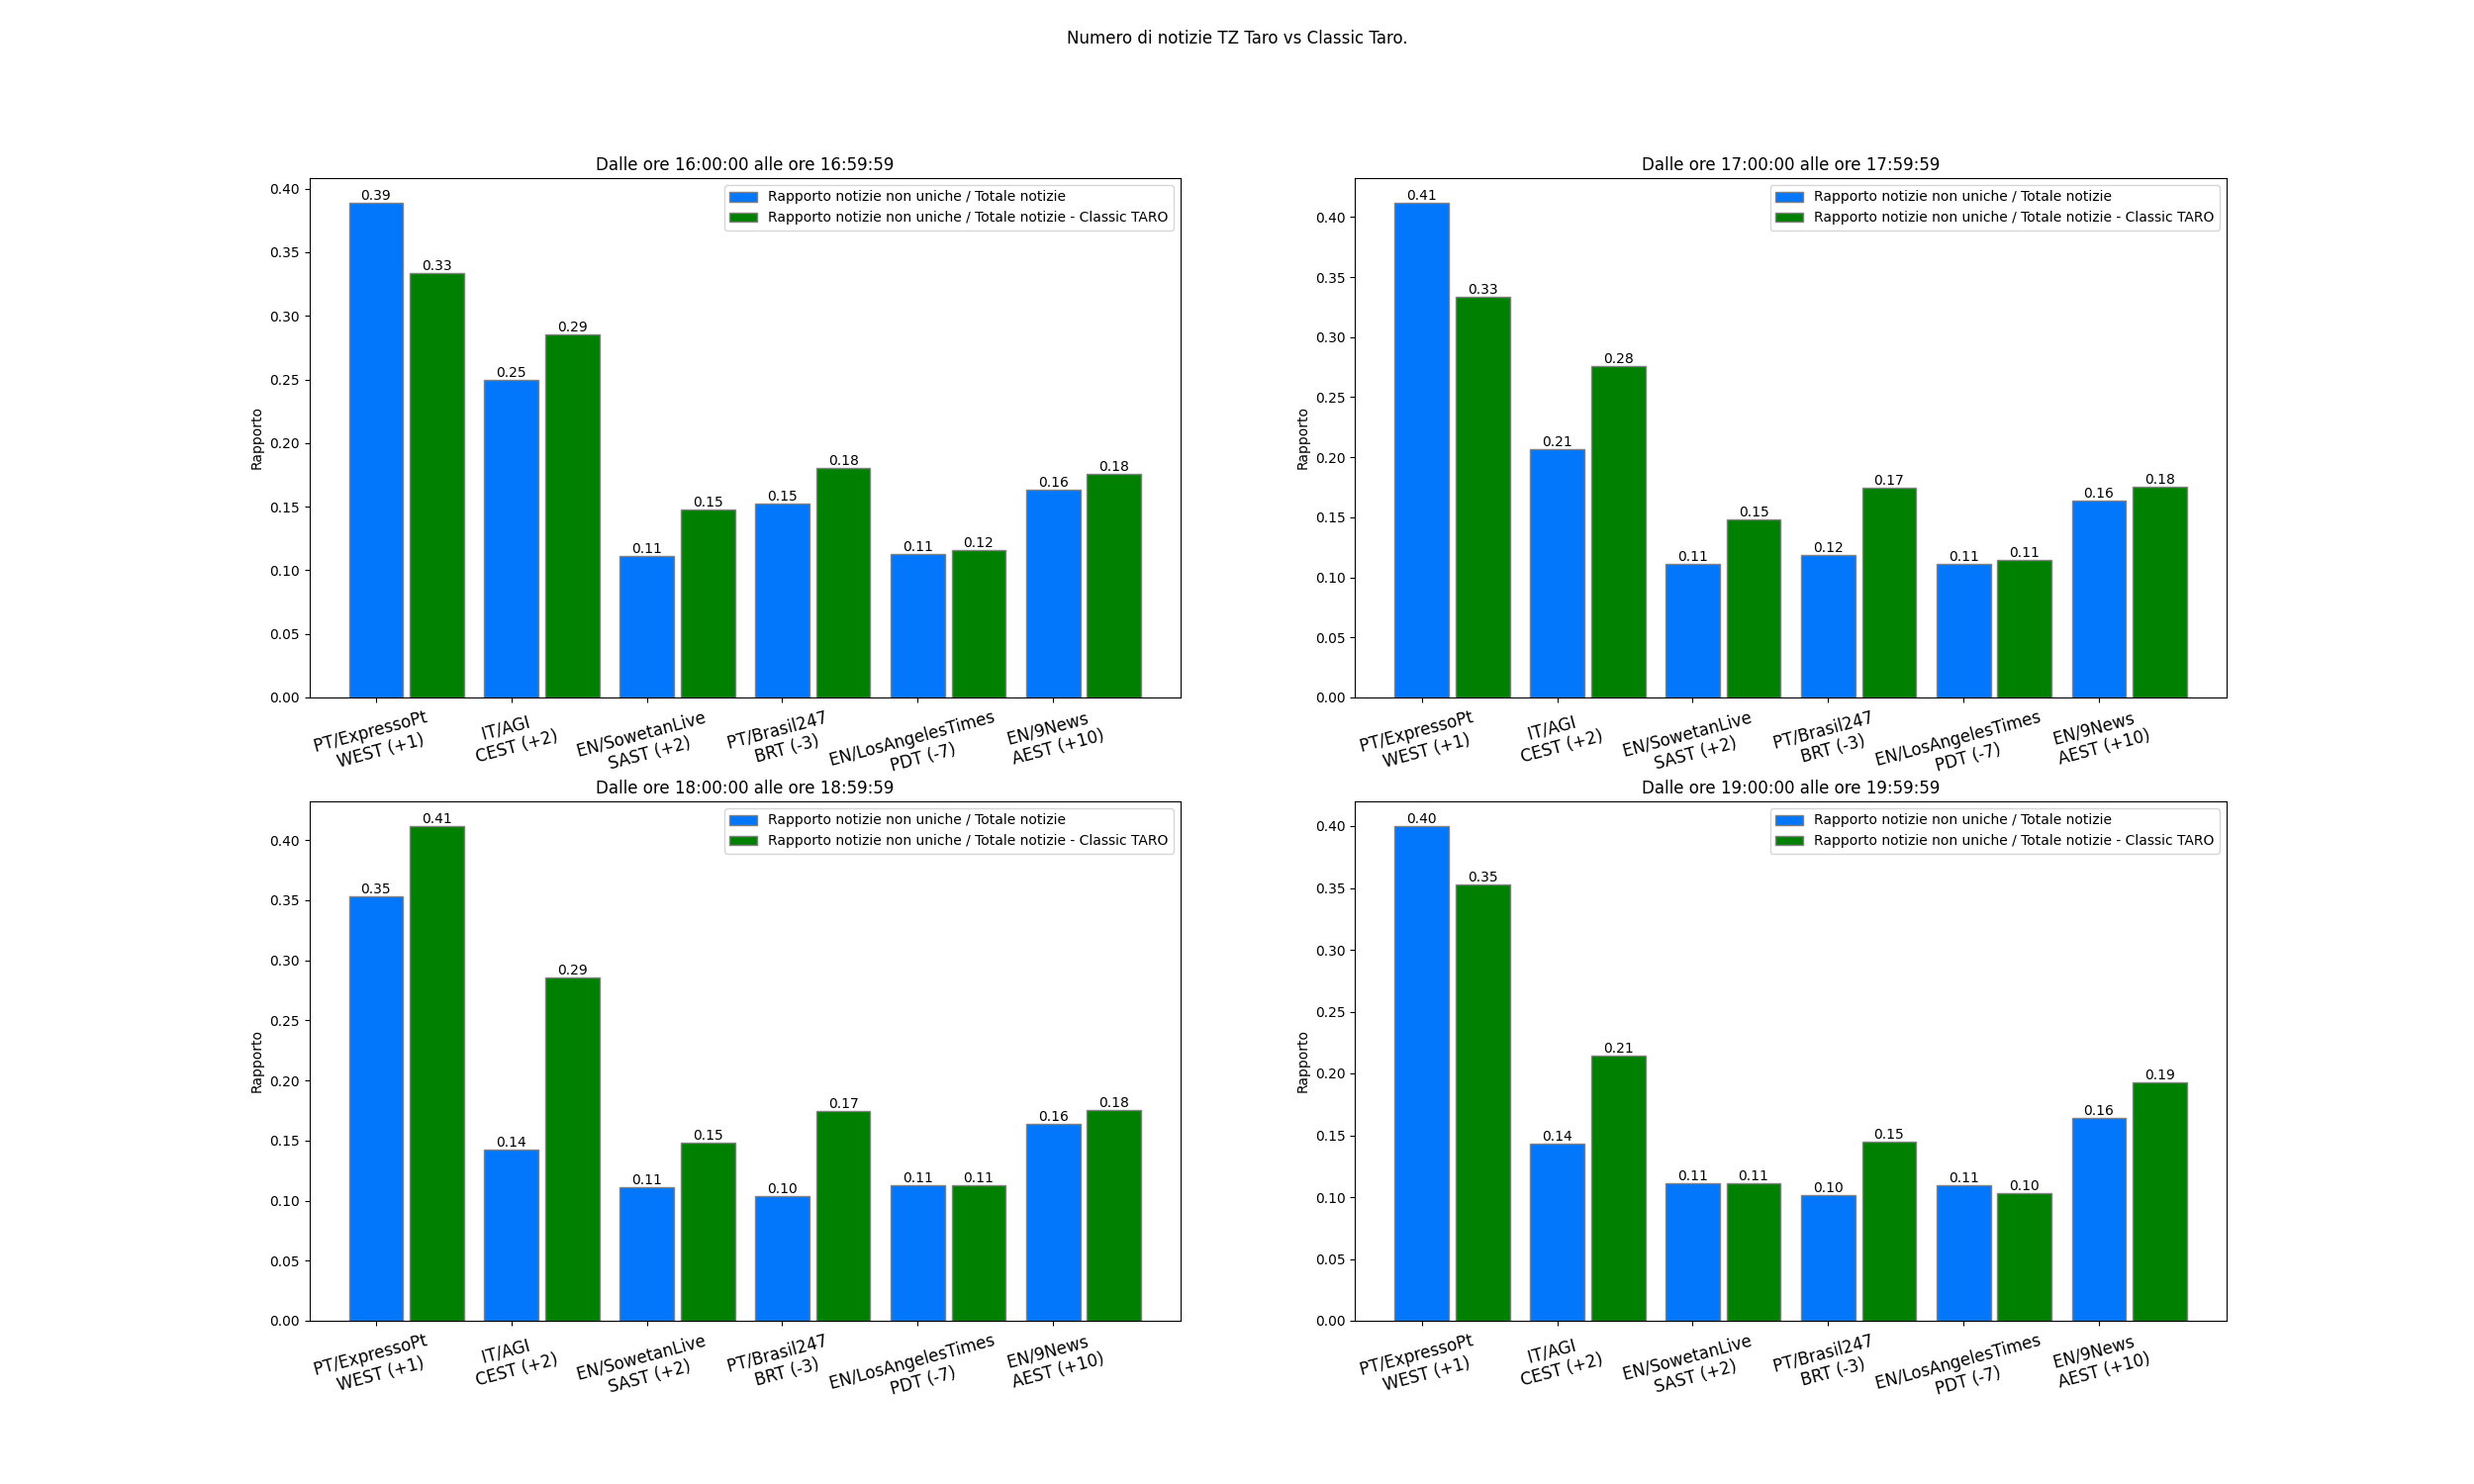 Numero di notizie TZ Taro vs Classic Taro.
Dalle ore 16:00:00 alle ore 16:59:59
Rapporto notizie non uniche / Totale notizie
Rapporto notizie non uniche / Totale notizie - Classic TARO
Rapporto
0.40
0.35
0.30
0.25
0.20
0.15
0.10
0.05
0.00
0.39
0.33
0.25
0.29
0.11
0.15
0.15
0.18
0.11
0.12
0.16
0.18
PT/ExpressoPt
WEST (+1)
IT/AGI
CEST (+2)
EN/SowetanLive
SAST (+2)
PT/Brasil247
BRT (-3)
EN/LosAngelesTimes
PDT (-7)
EN/9News
AEST (+10)
Dalle ore 17:00:00 alle ore 17:59:59
Rapporto notizie non uniche / Totale notizie
Rapporto notizie non uniche / Totale notizie - Classic TARO
Rapporto
0.40
0.35
0.30
0.25
0.20
0.15
0.10
0.05
0.00
0.41
0.33
0.21
0.28
0.11
0.15
0.12
0.17
0.11
0.11
0.16
0.18
PT/ExpressoPt
WEST (+1)
IT/AGI
CEST (+2)
EN/SowetanLive
SAST (+2)
PT/Brasil247
BRT (-3)
EN/LosAngelesTimes
PDT (-7)
EN/9News
AEST (+10)
Dalle ore 18:00:00 alle ore 18:59:59
Rapporto notizie non uniche / Totale notizie
Rapporto notizie non uniche / Totale notizie - Classic TARO
Rapporto
0.40
0.35
0.30
0.25
0.20
0.15
0.10
0.05
0.00
0.35
0.41
0.14
0.29
0.11
0.15
0.10
0.17
0.11
0.11
0.16
0.18
PT/ExpressoPt
WEST (+1)
IT/AGI
CEST (+2)
EN/SowetanLive
SAST (+2)
PT/Brasil247
BRT (-3)
EN/LosAngelesTimes
PDT (-7)
EN/9News
AEST (+10)
Dalle ore 19:00:00 alle ore 19:59:59
Rapporto notizie non uniche / Totale notizie
Rapporto notizie non uniche / Totale notizie - Classic TARO
Rapporto
0.40
0.35
0.30
0.25
0.20
0.15
0.10
0.05
0.00
0.40
0.35
0.14
0.21
0.11
0.11
0.10
0.15
0.11
0.10
0.16
0.19
PT/ExpressoPt
WEST (+1)
IT/AGI
CEST (+2)
EN/SowetanLive
SAST (+2)
PT/Brasil247
BRT (-3)
EN/LosAngelesTimes
PDT (-7)
EN/9News
AEST (+10)